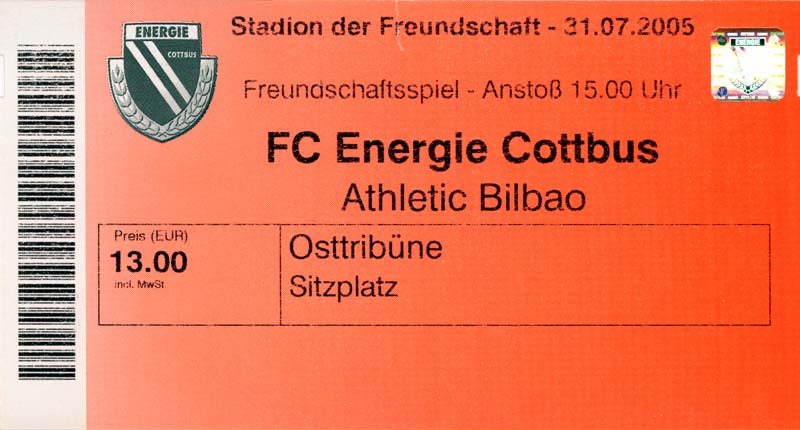 ENERGIE
COTTBUS
Stadion der Freundschaft - 31.07.2005
ENERGIE
Freundschaftsspiel - Anstoß 15.00 Uhr
FC Energie Cottbus
Athletic Bilbao
Preis (EUR)
13.00
incl. MwSt.
Osttribüne
Sitzplatz